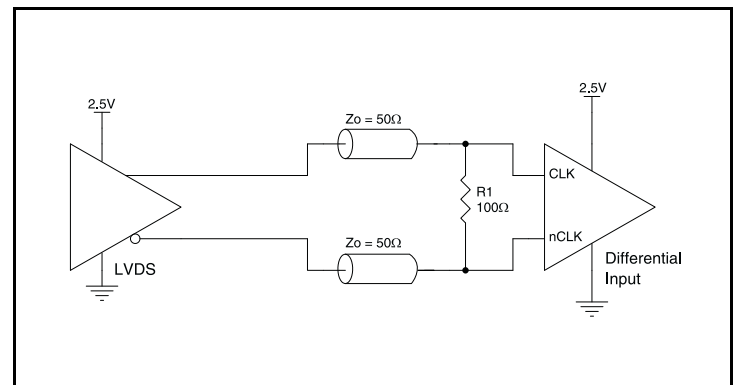 2.5V
2.5V
Zo = 50Ω
CLK
R1
100Ω
nCLK
Zo = 50Ω
LVDS
Differential
Input